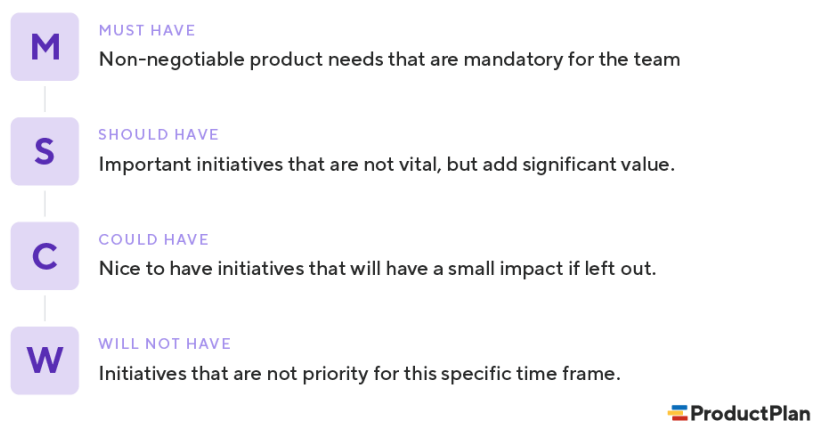 M
MUST HAVE
Non-negotiable product needs that are mandatory for the team
S
SHOULD HAVE
Important initiatives that are not vital, but add significant value.
C
COULD HAVE
Nice to have initiatives that will have a small impact if left out.
W
WILL NOT HAVE
Initiatives that are not priority for this specific time frame.
ProductPlan